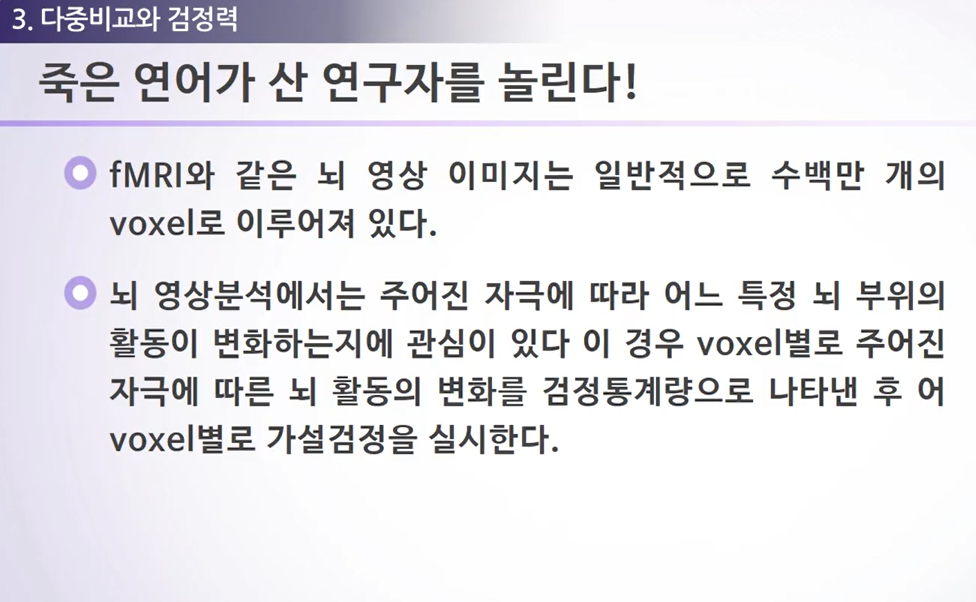 3. 다중비교와 검정력
죽은 연어가 산 연구자를 놀린다!
fMRI와 같은 뇌 영상 이미지는 일반적으로 수백만 개의
voxel로 이루어져 있다.
뇌 영상분석에서는 주어진 자극에 따라 어느 특정 뇌 부위의
활동이 변화하는지에 관심이 있다 이 경우 voxel별로 주어진
자극에 따른 뇌 활동의 변화를 검정통계량으로 나타낸 후 어
voxel별로 가설검정을 실시한다.